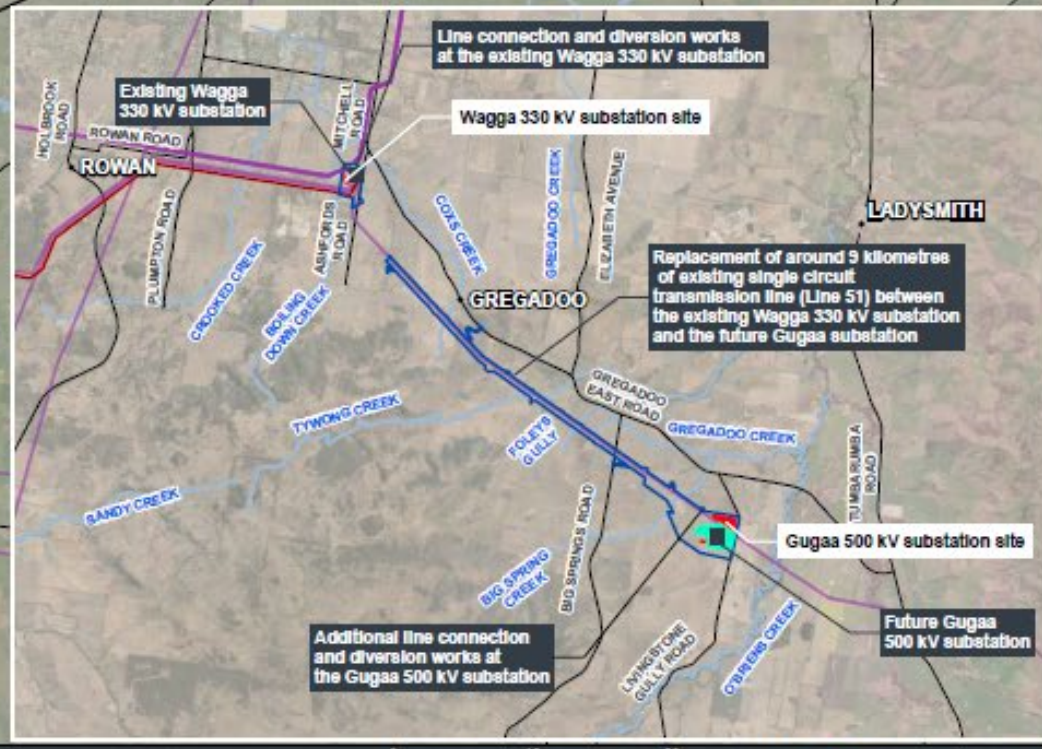 Line connection and diversion works
at the existing Wagga 330 kV substation
Existing Wagga
330 kV substation
Wagga 330 kV substation site
HOLBROOK
ROAD
ROWAN ROAD
MITCHELL
ROAD
ROWAN
PLUMPTON ROAD
ASHFORDS
ROAD
CROOKED CREEK
BOILING
DOWN CREEK
COXS CREEK
GREGADOO CREEK
ELIZABETH AVENUE
LADYSMITH
GREGADOO
Replacement of around 9 kilometres
of existing single circuit
transmission line (Line 51) between
the existing Wagga 330 kV substation
and the future Gugaa substation
GREGADOO
EAST ROAD
TYWONG CREEK
FOLEYS
GULLY
GREGADOO CREEK
TUMBARUMBA
ROAD
SANDY CREEK
BIG SPRINGS ROAD
Gugaa 500 kV substation site
BIG SPRING
CREEK
Additional line connection
and diversion works at
the Gugaa 500 kV substation
LIVINGSTONE
GULLY ROAD
O'BRIENS CREEK
Future Gugaa
500 kV substation